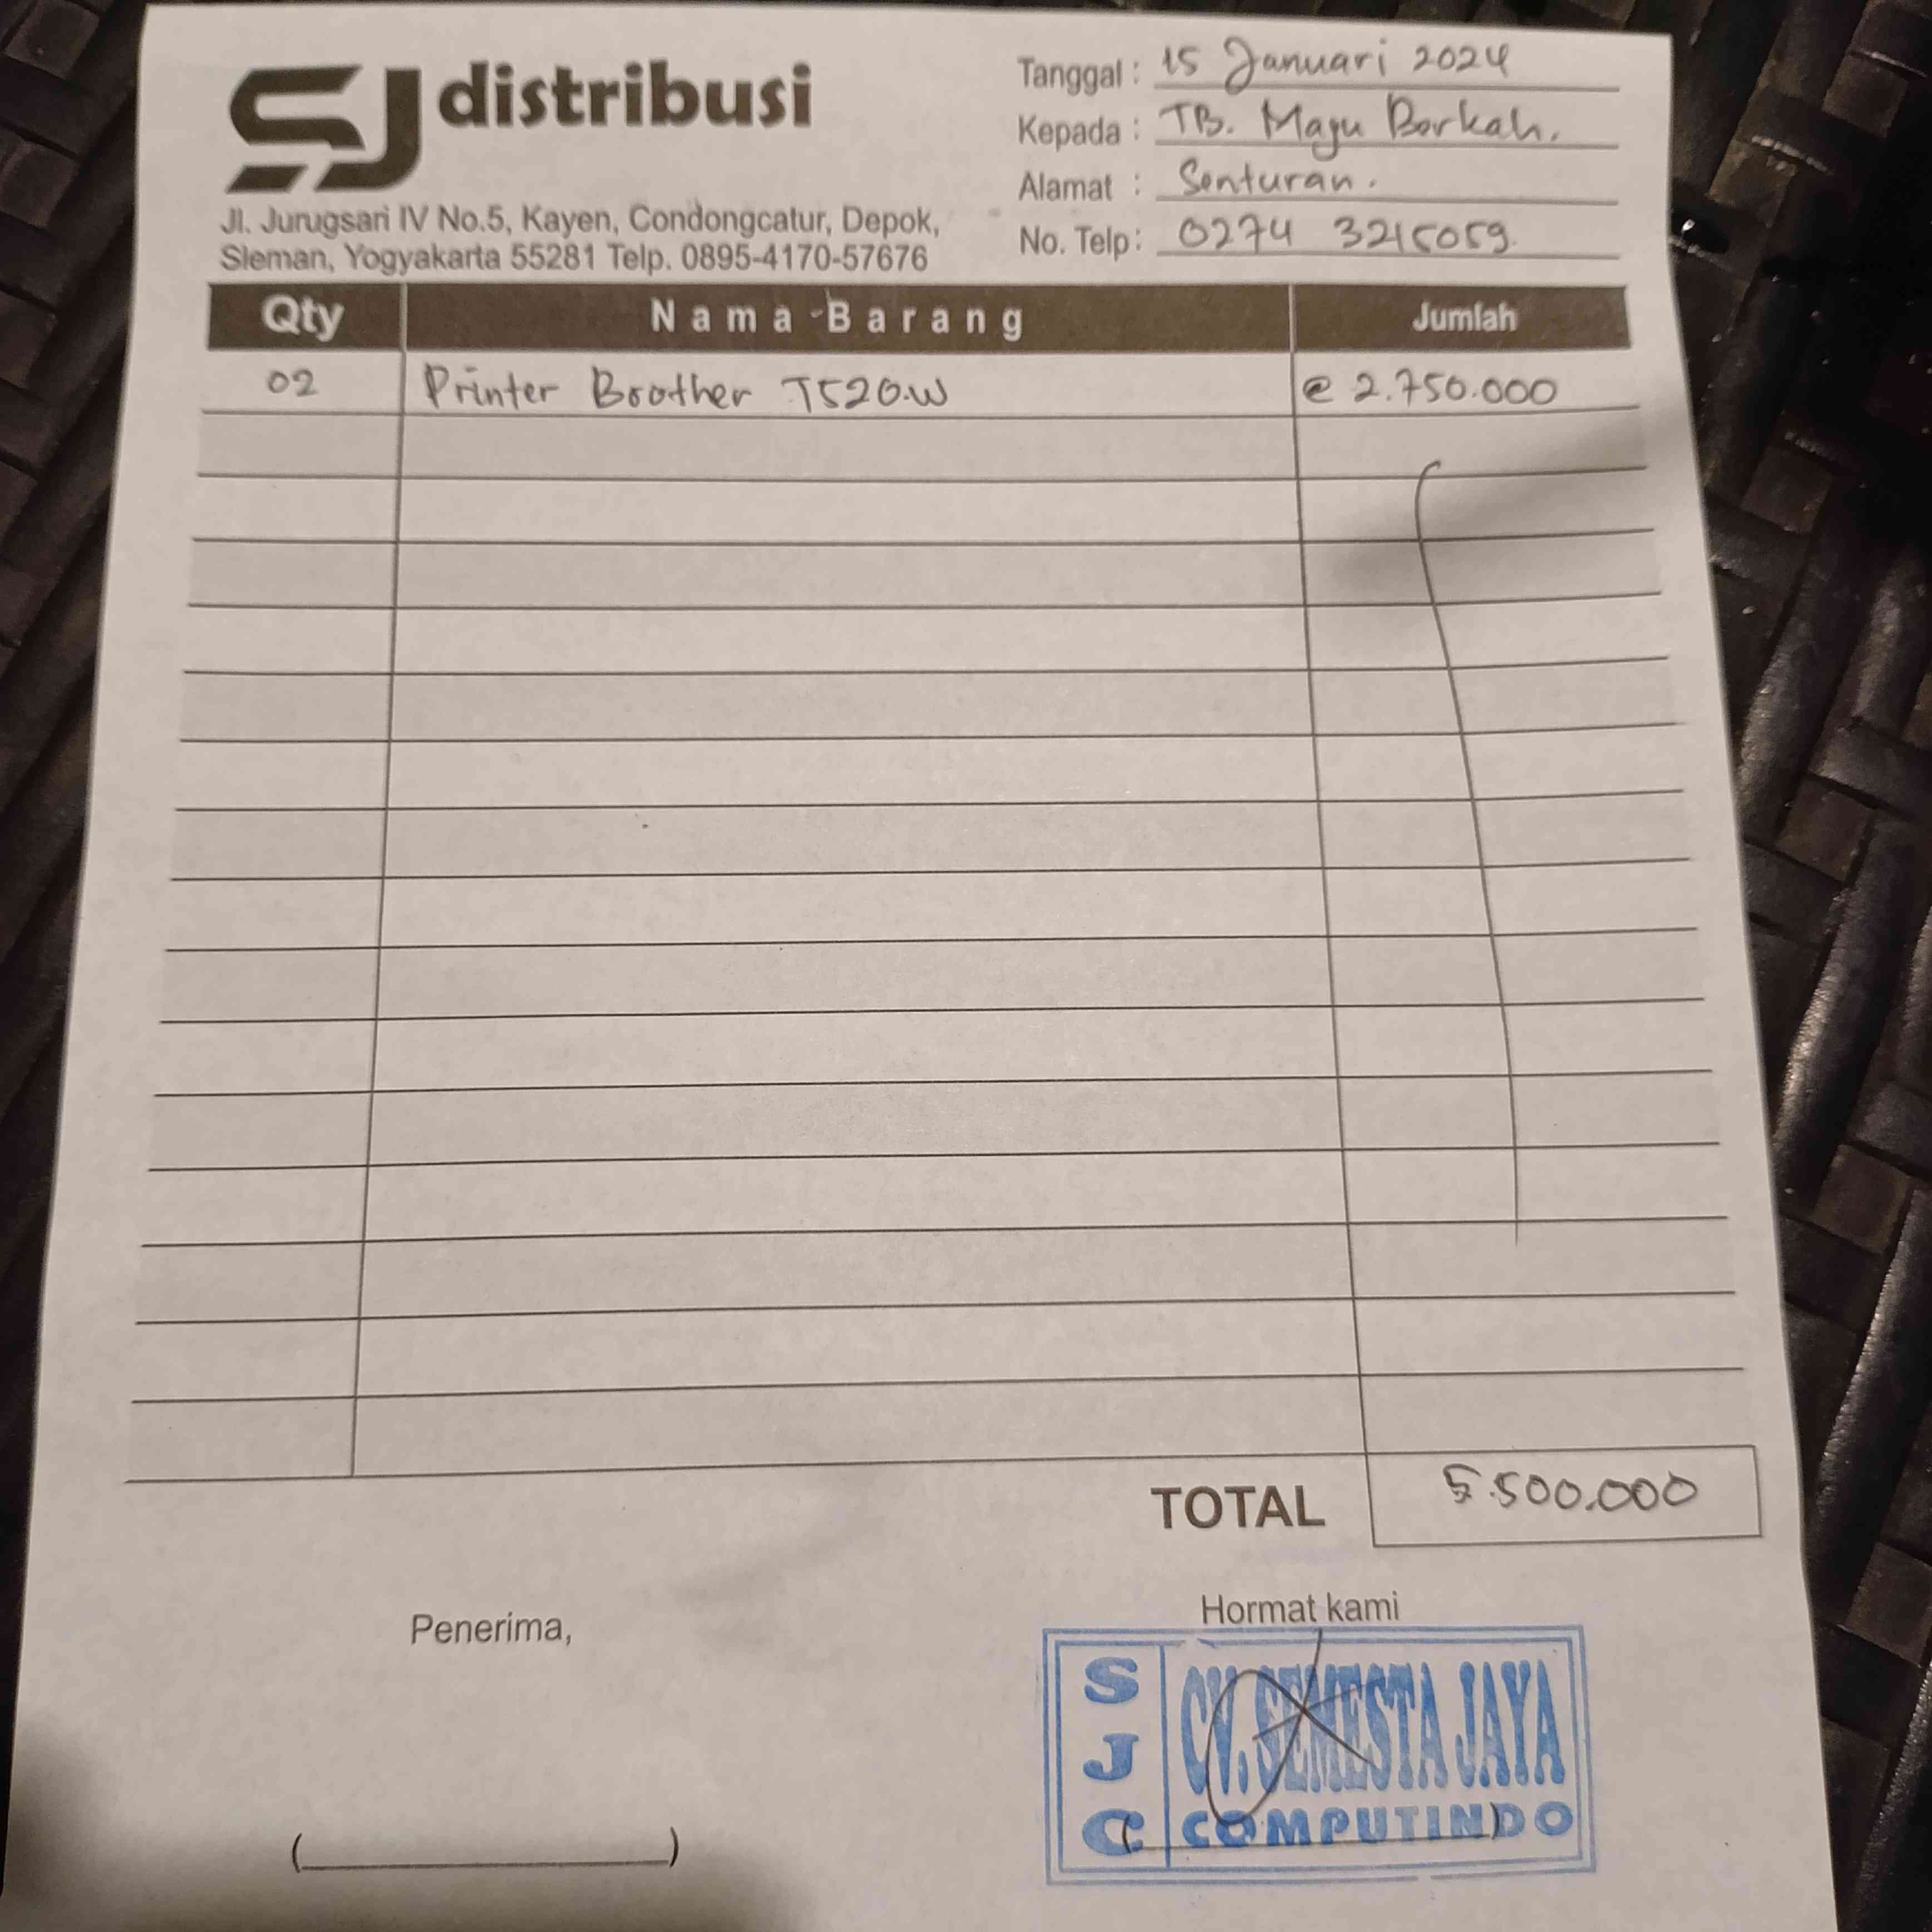 SJ distribusi
Jl. Jurugsari IV No.5, Kayen, Condongcatur, Depok,
Sleman, Yogyakarta 55281 Telp. 0895-4170-57676
Tanggal : 15 Januari 2024
Kepada : TB. Maju Berkah.
Alamat : Senturan.
No. Telp: 0274 3215059
Qty Nama Barang Jumlah
02 Printer Brother T520W @ 2.750.000
TOTAL 5.500.000
Penerima,
Hormat kami
SJC CV. SEMESTA JAYA
COMPUTINDO